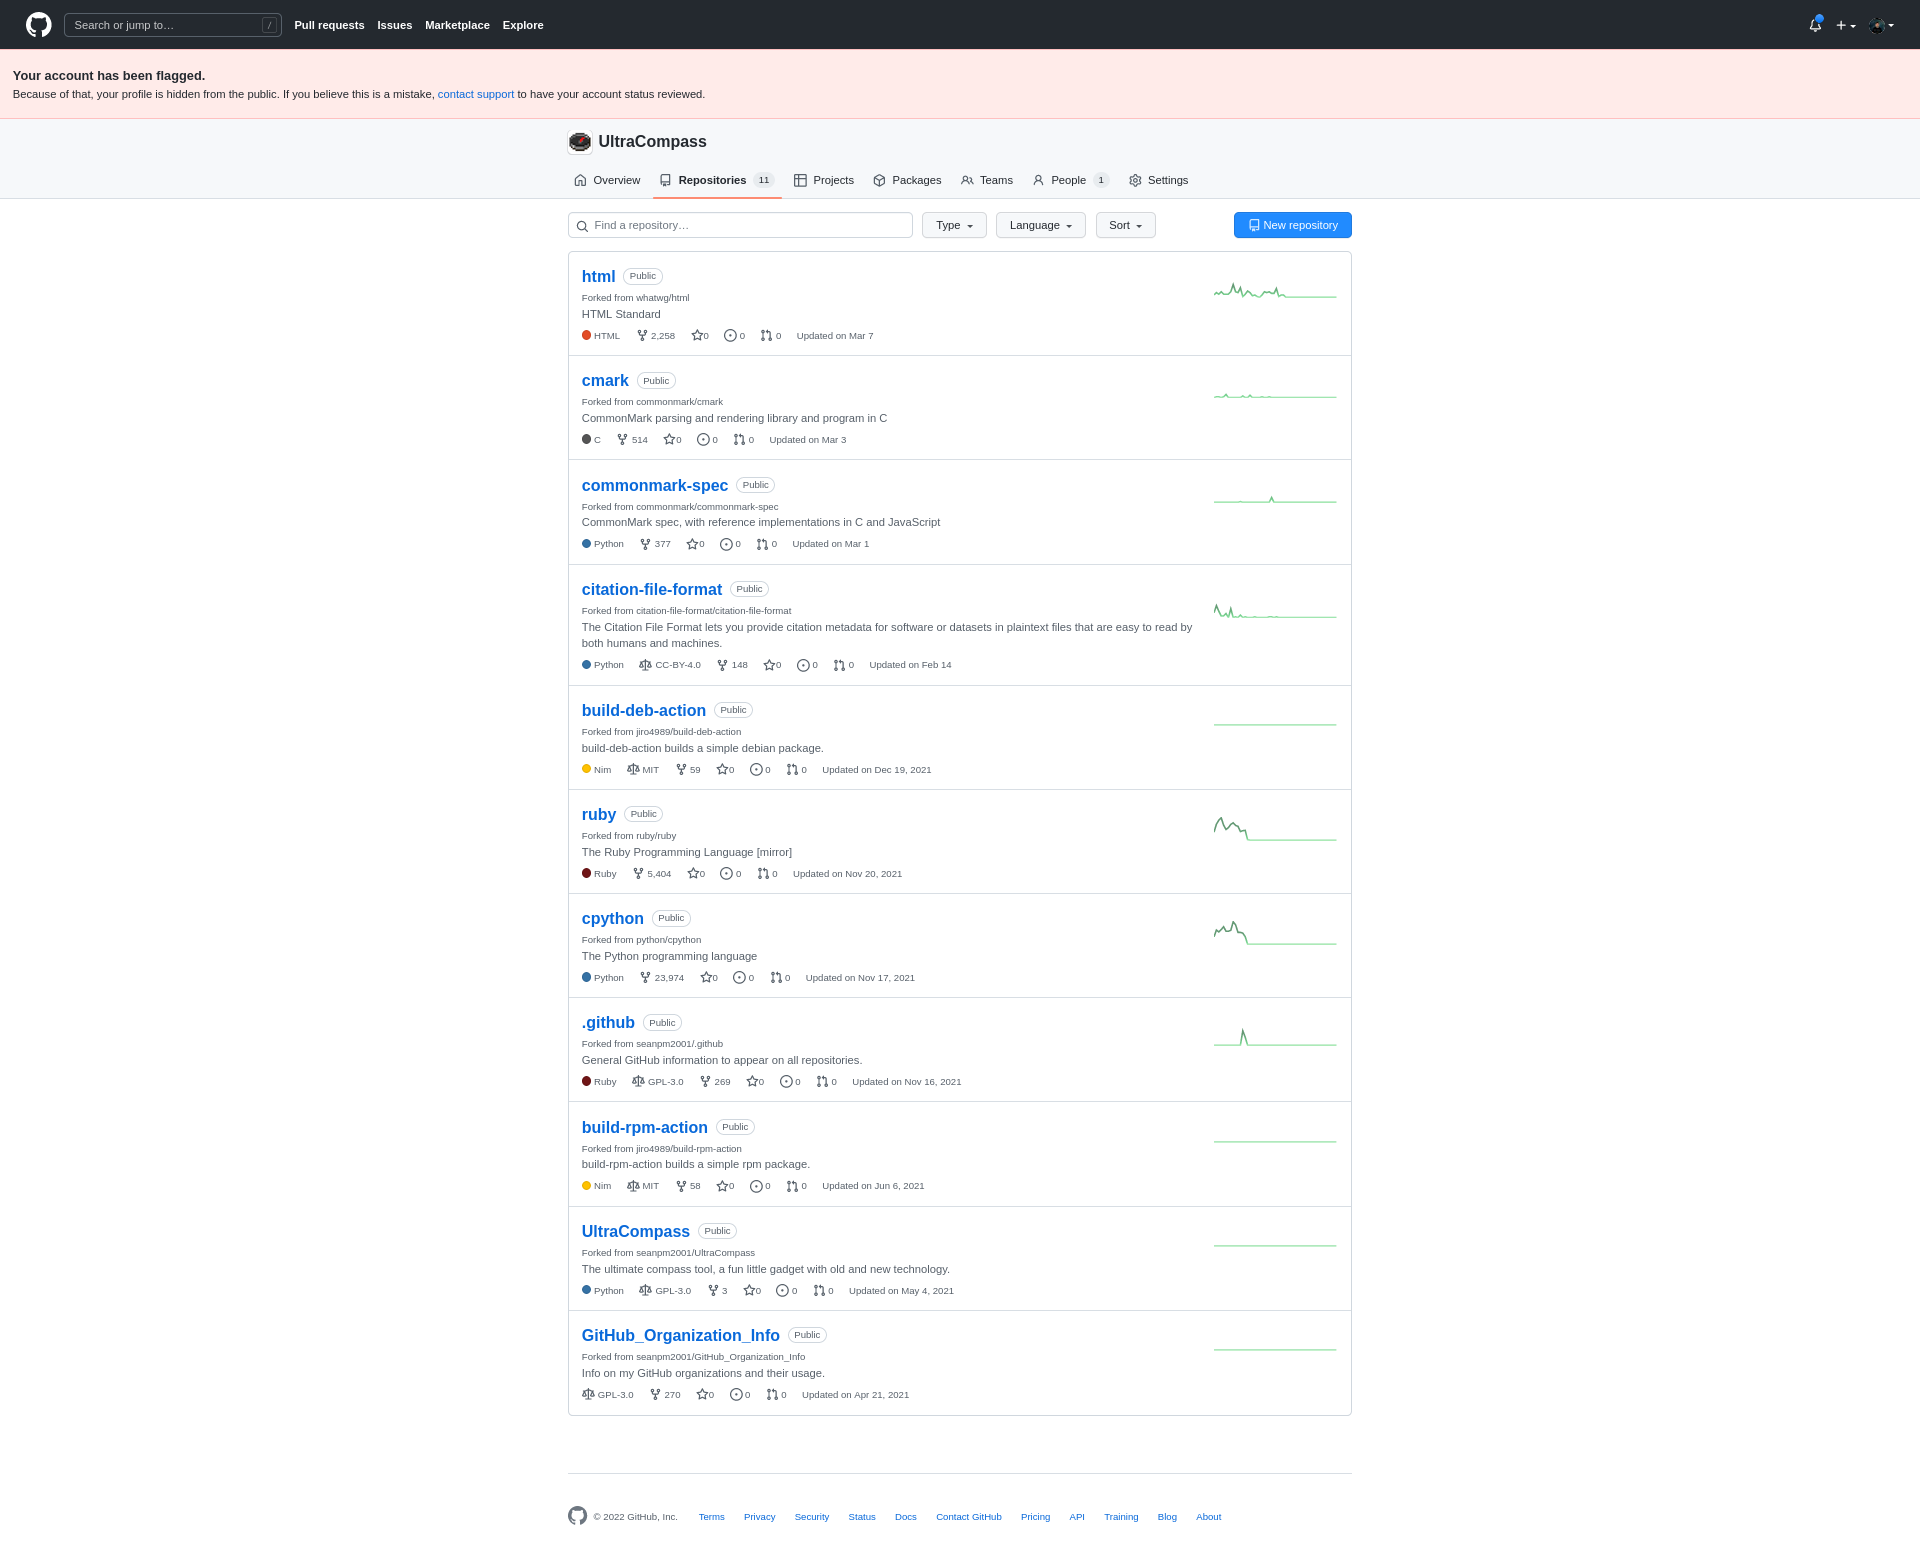 Search or jump to… /
Pull requests Issues Marketplace Explore
Your account has been flagged.
Because of that, your profile is hidden from the public. If you believe this is a mistake, contact support to have your account status reviewed.
UltraCompass
Overview Repositories 11 Projects Packages Teams People 1 Settings
Find a repository… Type Language Sort New repository
html Public
Forked from whatwg/html
HTML Standard
HTML 2,258 0 0 0 Updated on Mar 7
cmark Public
Forked from commonmark/cmark
CommonMark parsing and rendering library and program in C
C 514 0 0 0 Updated on Mar 3
commonmark-spec Public
Forked from commonmark/commonmark-spec
CommonMark spec, with reference implementations in C and JavaScript
Python 377 0 0 0 Updated on Mar 1
citation-file-format Public
Forked from citation-file-format/citation-file-format
The Citation File Format lets you provide citation metadata for software or datasets in plaintext files that are easy to read by
both humans and machines.
Python CC-BY-4.0 148 0 0 0 Updated on Feb 14
build-deb-action Public
Forked from jiro4989/build-deb-action
build-deb-action builds a simple debian package.
Nim MIT 59 0 0 0 Updated on Dec 19, 2021
ruby Public
Forked from ruby/ruby
The Ruby Programming Language [mirror]
Ruby 5,404 0 0 0 Updated on Nov 20, 2021
cpython Public
Forked from python/cpython
The Python programming language
Python 23,974 0 0 0 Updated on Nov 17, 2021
.github Public
Forked from seanpm2001/.github
General GitHub information to appear on all repositories.
Ruby GPL-3.0 269 0 0 0 Updated on Nov 16, 2021
build-rpm-action Public
Forked from jiro4989/build-rpm-action
build-rpm-action builds a simple rpm package.
Nim MIT 58 0 0 0 Updated on Jun 6, 2021
UltraCompass Public
Forked from seanpm2001/UltraCompass
The ultimate compass tool, a fun little gadget with old and new technology.
Python GPL-3.0 3 0 0 0 Updated on May 4, 2021
GitHub_Organization_Info Public
Forked from seanpm2001/GitHub_Organization_Info
Info on my GitHub organizations and their usage.
GPL-3.0 270 0 0 0 Updated on Apr 21, 2021
© 2022 GitHub, Inc. Terms Privacy Security Status Docs Contact GitHub Pricing API Training Blog About